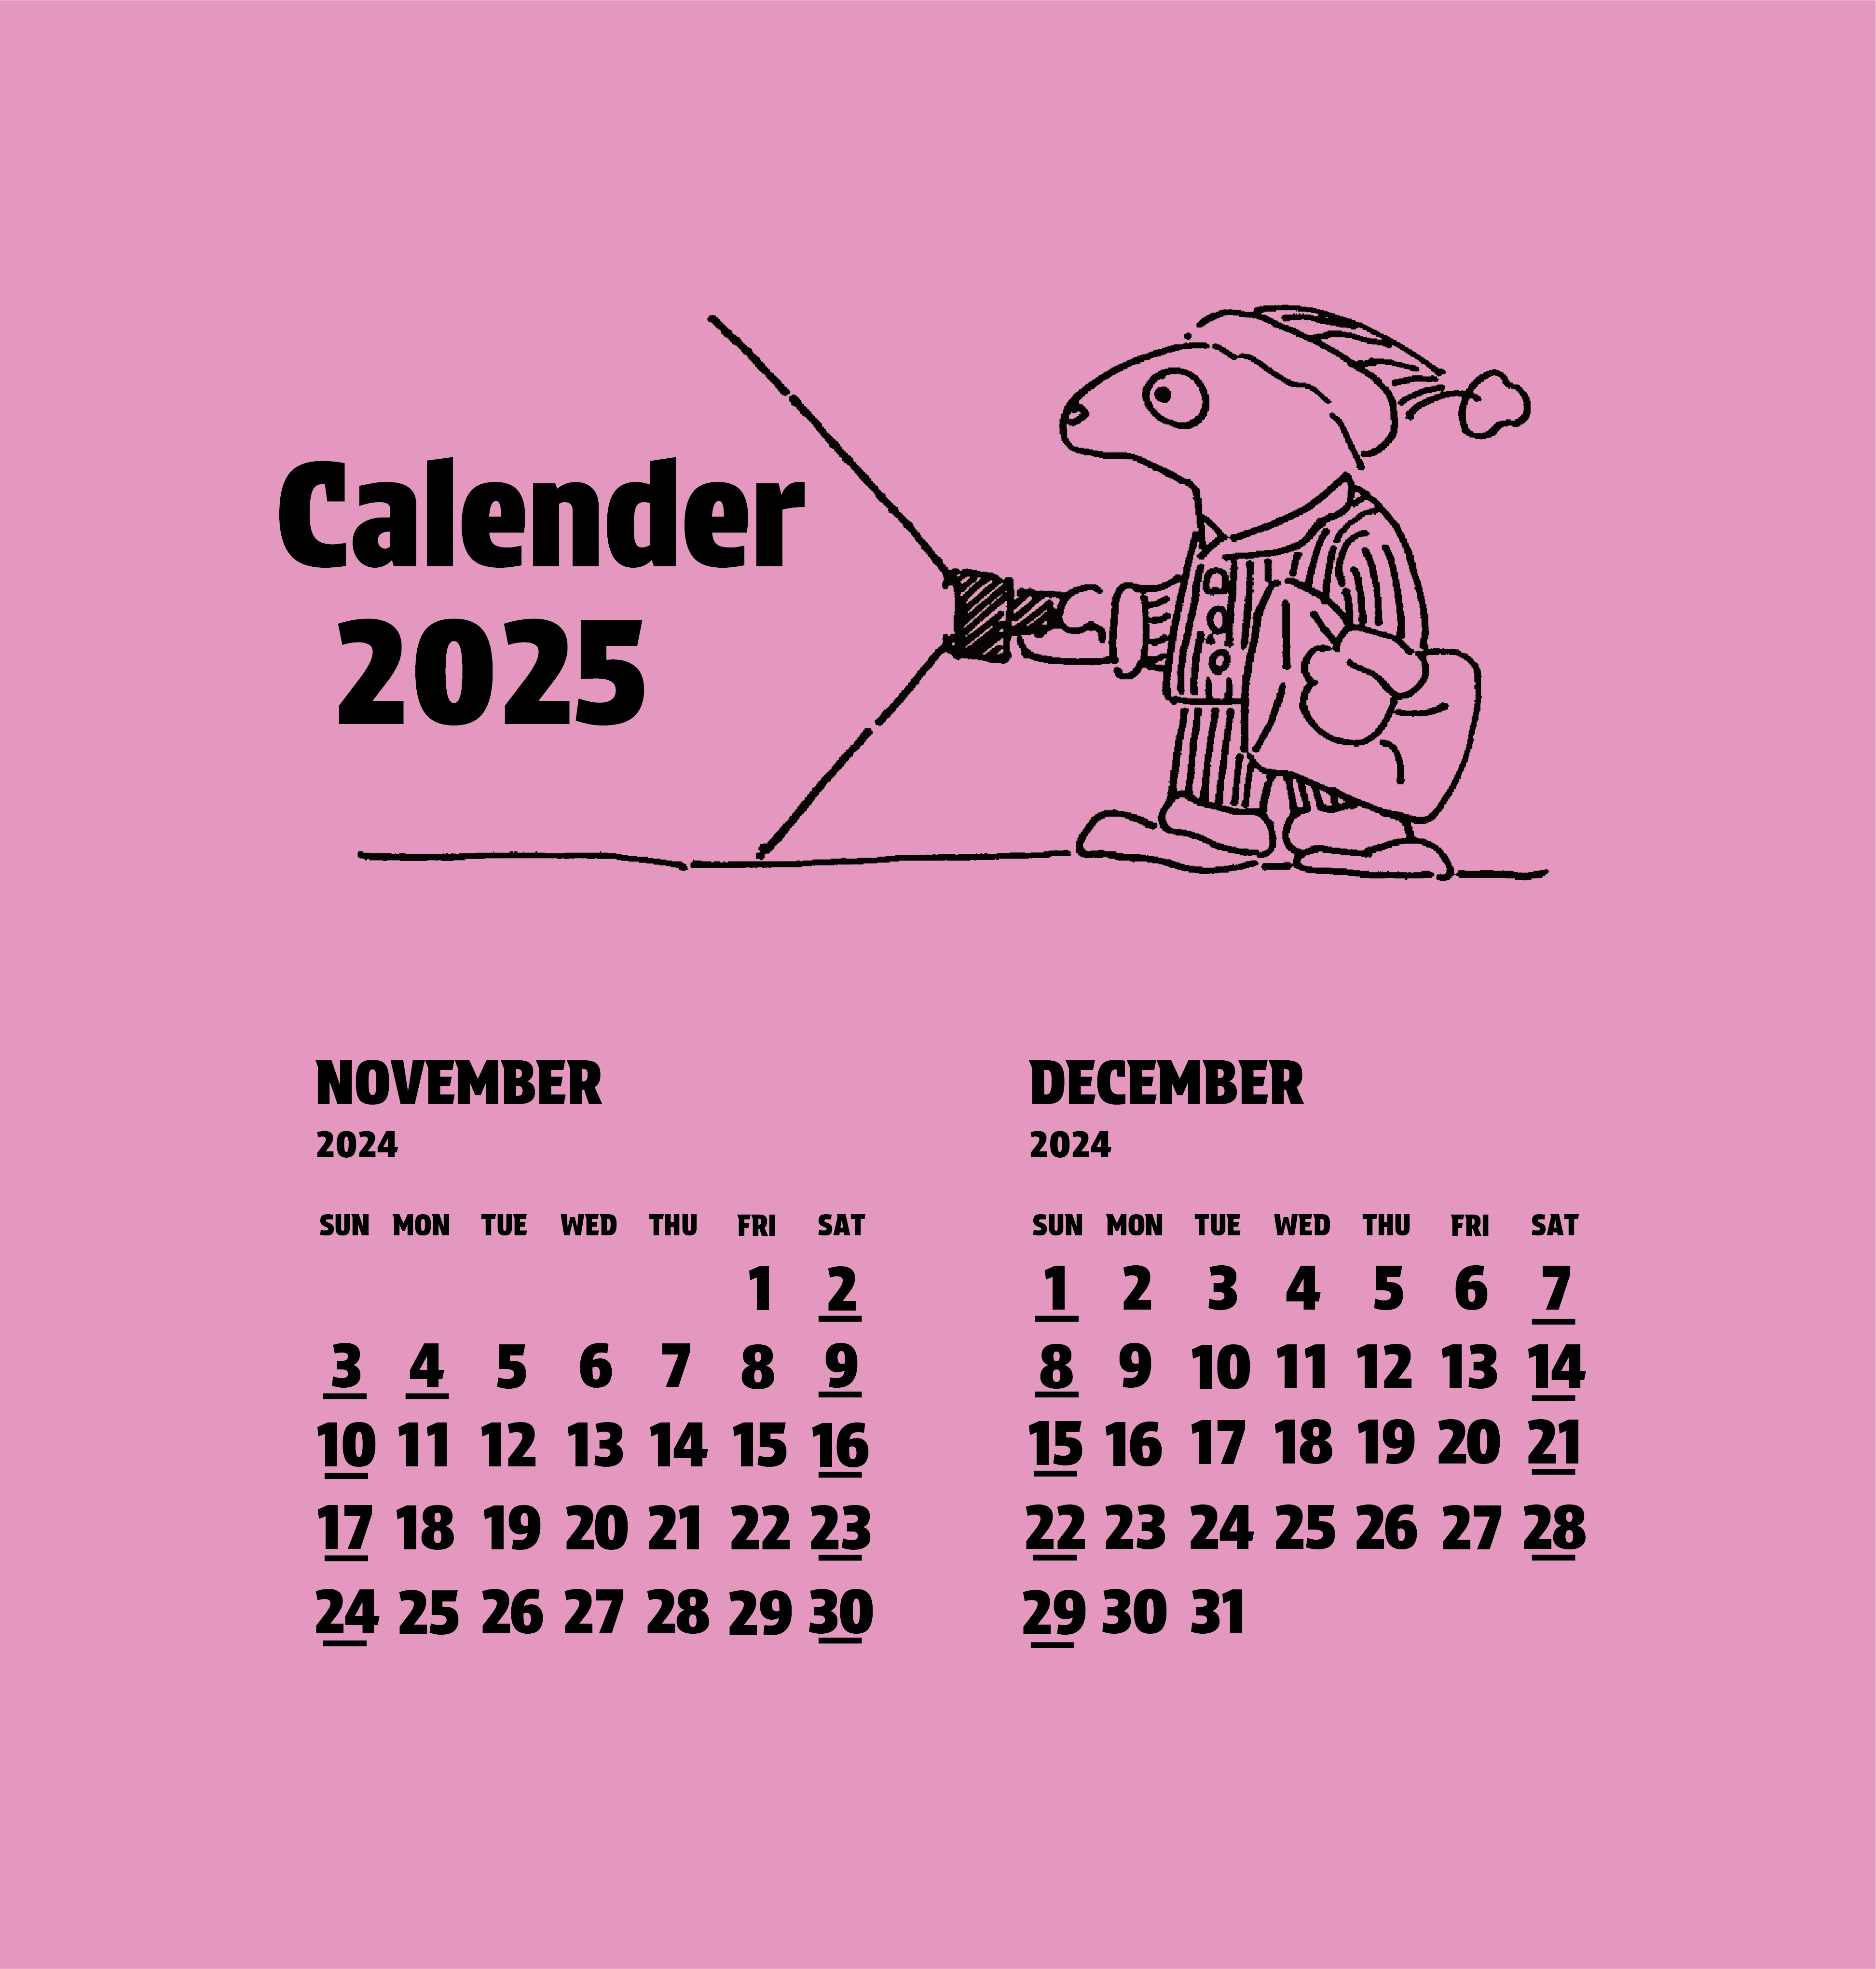 Calender
2025
NOVEMBER
2024
SUN MON TUE WED THU FRI SAT
1 2
3 4 5 6 7 8 9
10 11 12 13 14 15 16
17 18 19 20 21 22 23
24 25 26 27 28 29 30
DECEMBER
2024
SUN MON TUE WED THU FRI SAT
1 2 3 4 5 6 7
8 9 10 11 12 13 14
15 16 17 18 19 20 21
22 23 24 25 26 27 28
29 30 31